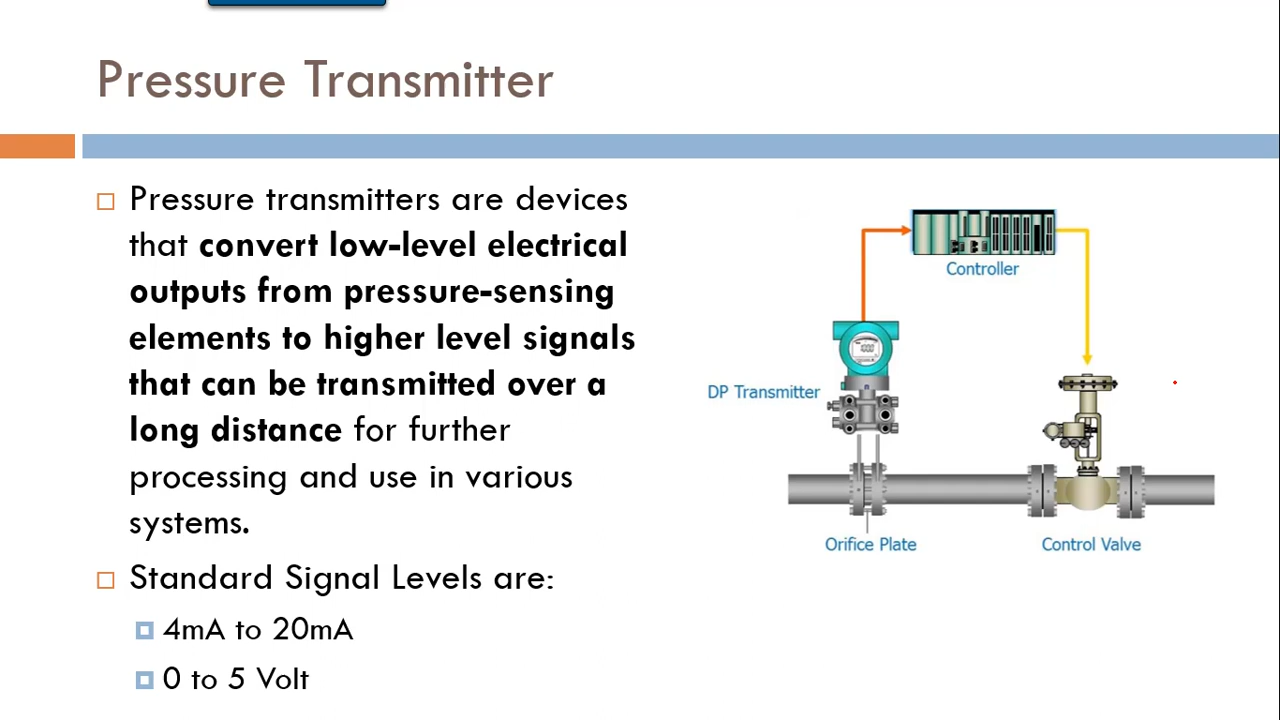 Pressure Transmitter
Pressure transmitters are devices
that convert low-level electrical
outputs from pressure-sensing
elements to higher level signals
that can be transmitted over a
long distance for further
processing and use in various
systems.
Standard Signal Levels are:
4mA to 20mA
0 to 5 Volt
Controller
DP Transmitter
Orifice Plate
Control Valve